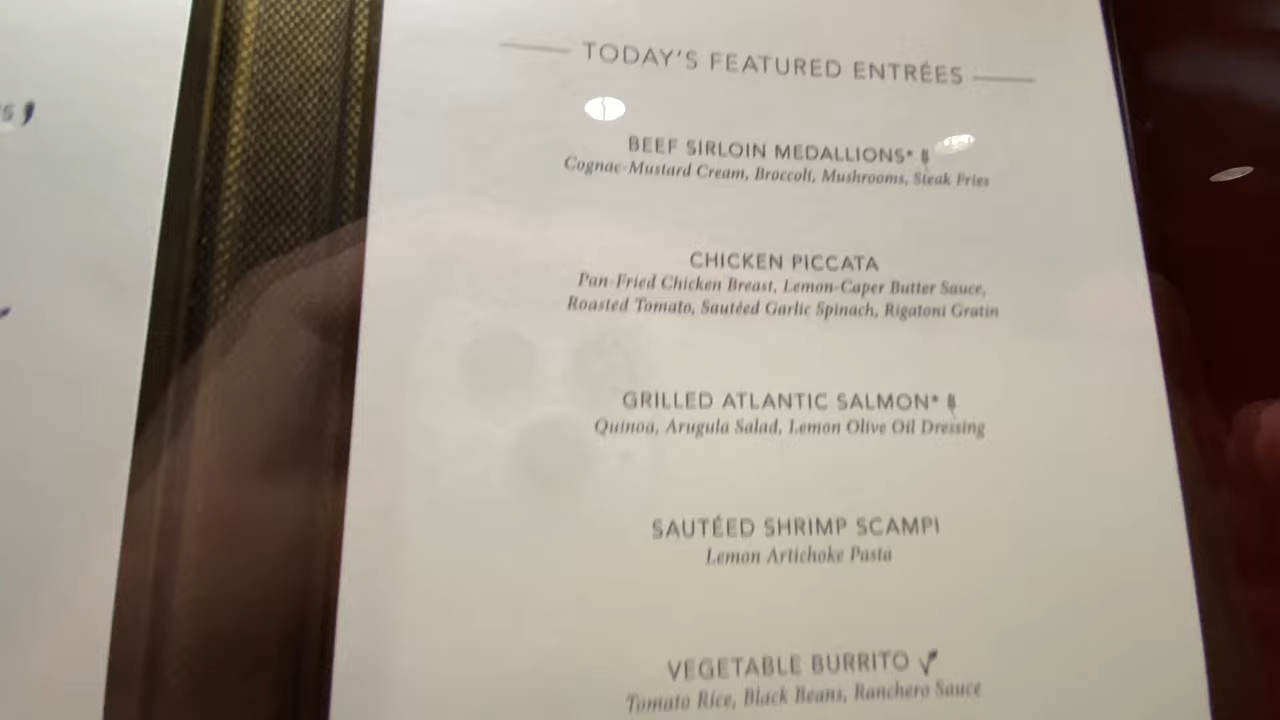 TODAY'S FEATURED ENTRÉES
BEEF SIRLOIN MEDALLIONS*
Cognac-Mustard Cream, Broccoli, Mushrooms, Steak Fries
CHICKEN PICCATA
Pan-Fried Chicken Breast, Lemon-Caper Butter Sauce,
Roasted Tomato, Sautéed Garlic Spinach, Rigatoni Gratin
GRILLED ATLANTIC SALMON*
Quinoa, Arugula Salad, Lemon Olive Oil Dressing
SAUTÉED SHRIMP SCAMPI
Lemon Artichoke Pasta
VEGETABLE BURRITO
Tomato Rice, Black Beans, Ranchero Sauce